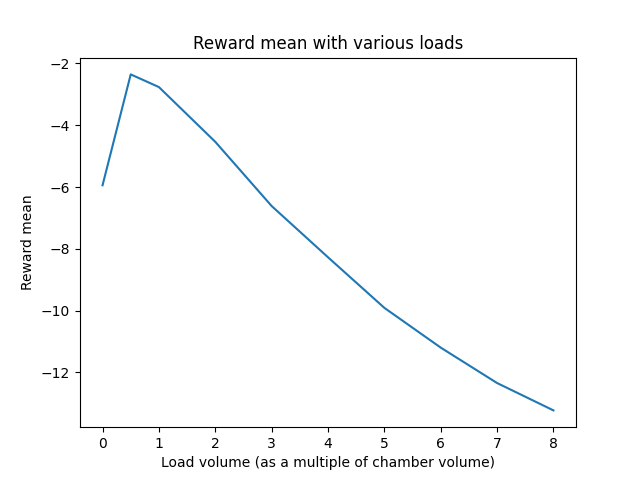 Reward mean with various loads
−2
−4
−6
−8
−10
−12
Reward mean
0 1 2 3 4 5 6 7 8
Load volume (as a multiple of chamber volume)